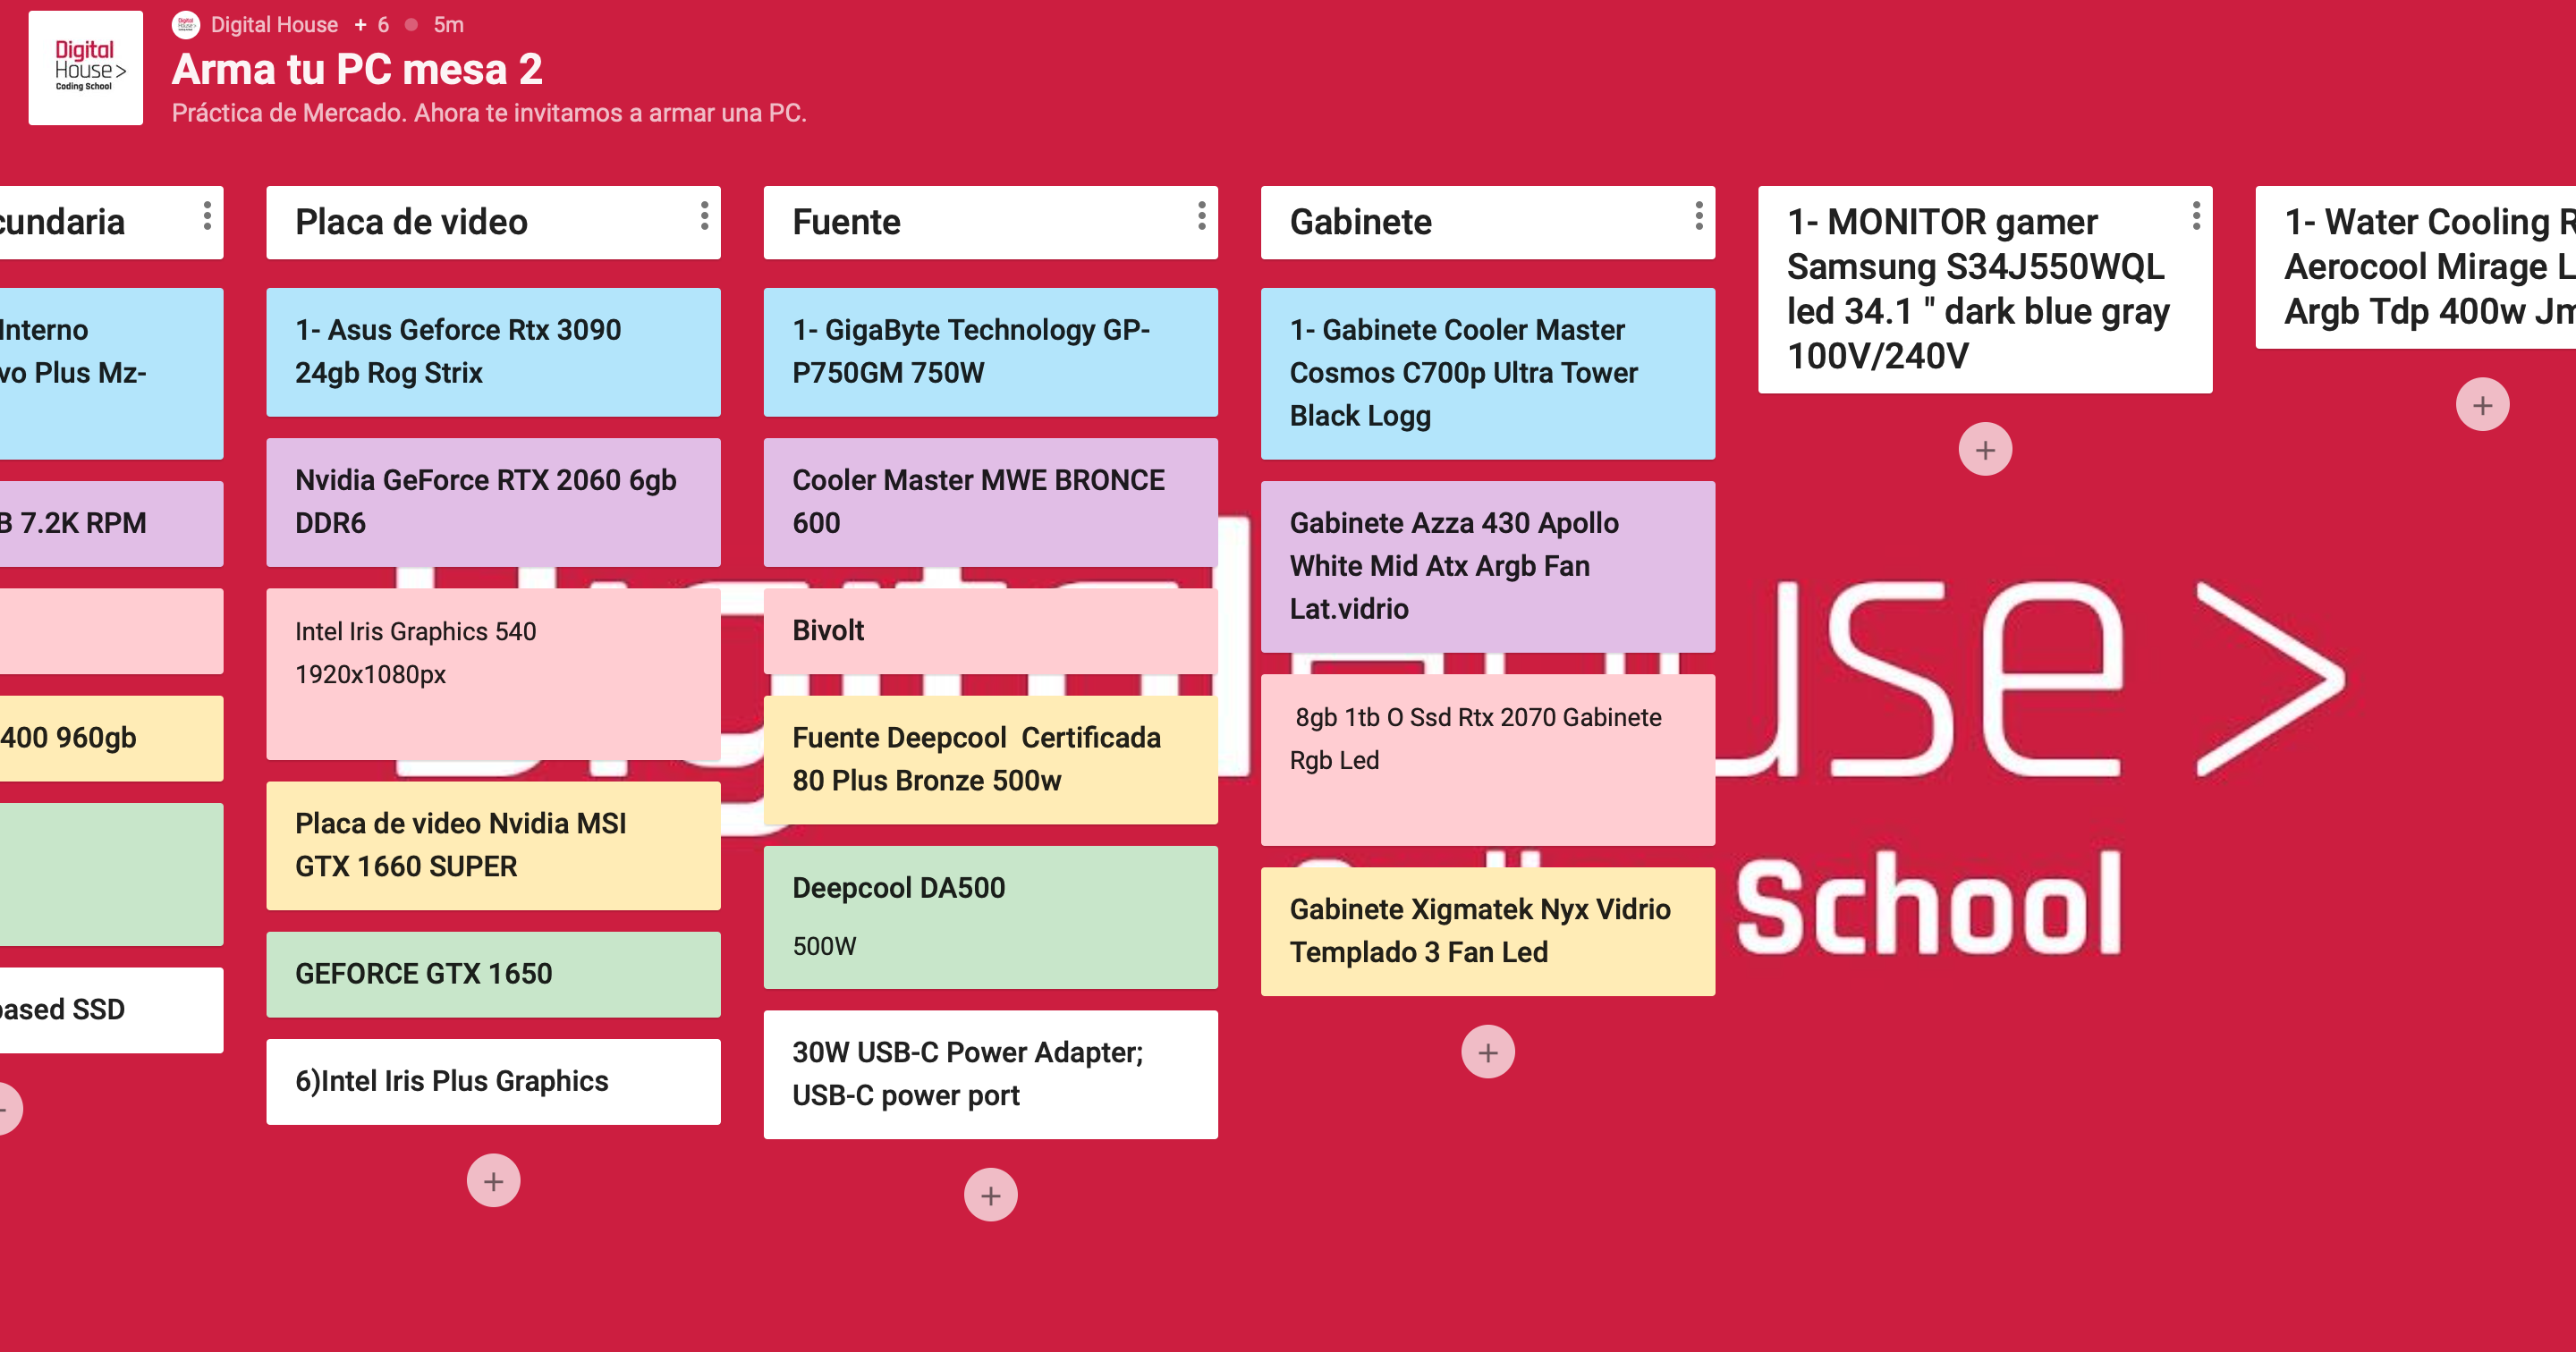 Digital
House>
Coding School
Digital House + 6 5m
Arma tu PC mesa 2
Práctica de Mercado. Ahora te invitamos a armar una PC.
cundaria
Interno
vo Plus Mz-
B 7.2K RPM
400 960gb
based SSD
Placa de video
1- Asus Geforce Rtx 3090
24gb Rog Strix
Nvidia GeForce RTX 2060 6gb
DDR6
Intel Iris Graphics 540
1920x1080px
Placa de video Nvidia MSI
GTX 1660 SUPER
GEFORCE GTX 1650
6)Intel Iris Plus Graphics
Fuente
1- GigaByte Technology GP-
P750GM 750W
Cooler Master MWE BRONCE
600
Bivolt
Fuente Deepcool  Certificada
80 Plus Bronze 500w
Deepcool DA500
500W
30W USB-C Power Adapter;
USB-C power port
Gabinete
1- Gabinete Cooler Master
Cosmos C700p Ultra Tower
Black Logg
Gabinete Azza 430 Apollo
White Mid Atx Argb Fan
Lat.vidrio
8gb 1tb O Ssd Rtx 2070 Gabinete
Rgb Led
Gabinete Xigmatek Nyx Vidrio
Templado 3 Fan Led
1- MONITOR gamer
Samsung S34J550WQL
led 34.1 " dark blue gray
100V/240V
1- Water Cooling R
Aerocool Mirage L
Argb Tdp 400w Jm
use >
School